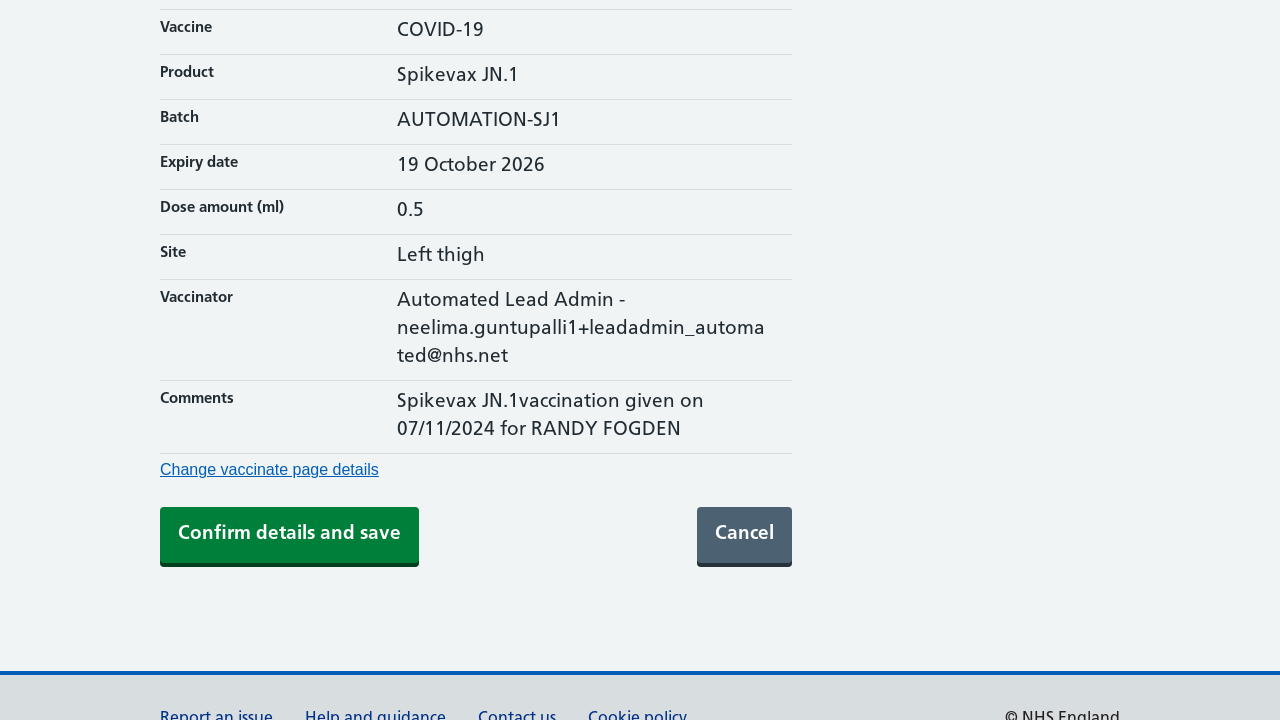 Vaccine COVID-19
Product Spikevax JN.1
Batch AUTOMATION-SJ1
Expiry date 19 October 2026
Dose amount (ml) 0.5
Site Left thigh
Vaccinator Automated Lead Admin -
neelima.guntupalli1+leadadmin_automa
ted@nhs.net
Comments Spikevax JN.1vaccination given on
07/11/2024 for RANDY FOGDEN
Change vaccinate page details
Confirm details and save Cancel
Report an issue Help and guidance Contact us Cookie policy © NHS England